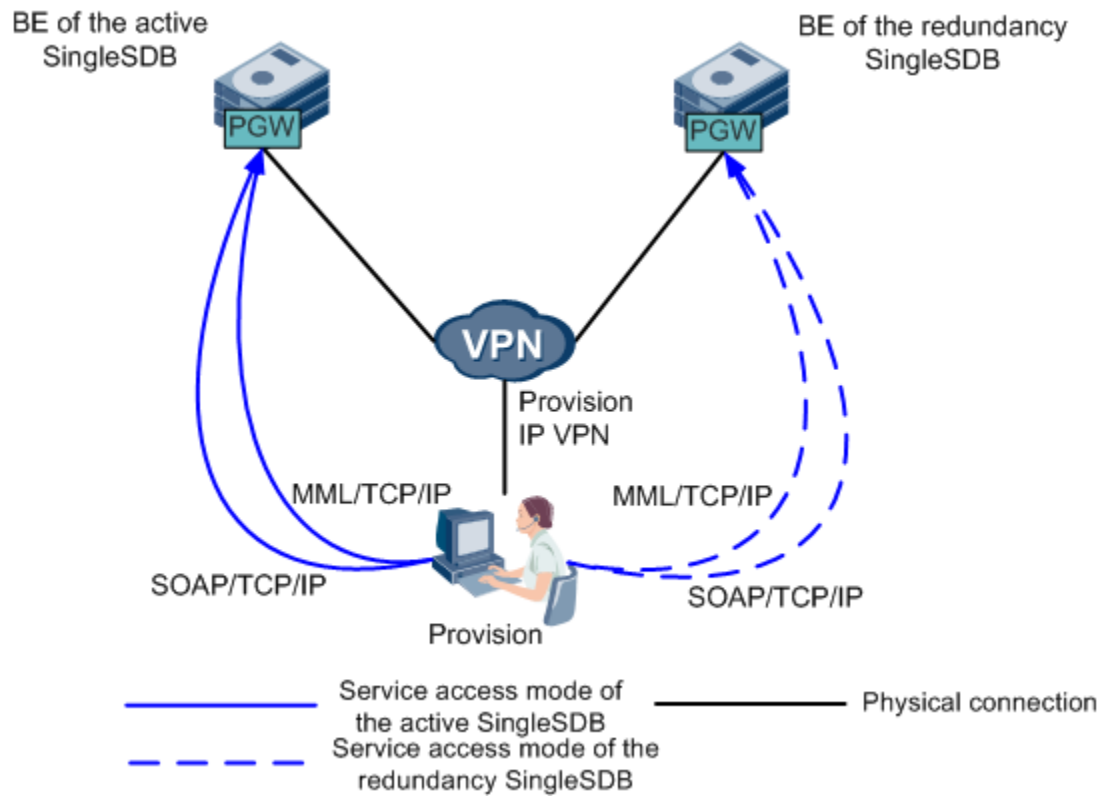 BE of the active
SingleSDB
BE of the redundancy
SingleSDB
PGW
PGW
VPN
Provision
IP VPN
MML/TCP/IP
MML/TCP/IP
SOAP/TCP/IP
SOAP/TCP/IP
Provision
Service access mode of
the active SingleSDB
Physical connection
Service access mode of the
redundancy SingleSDB